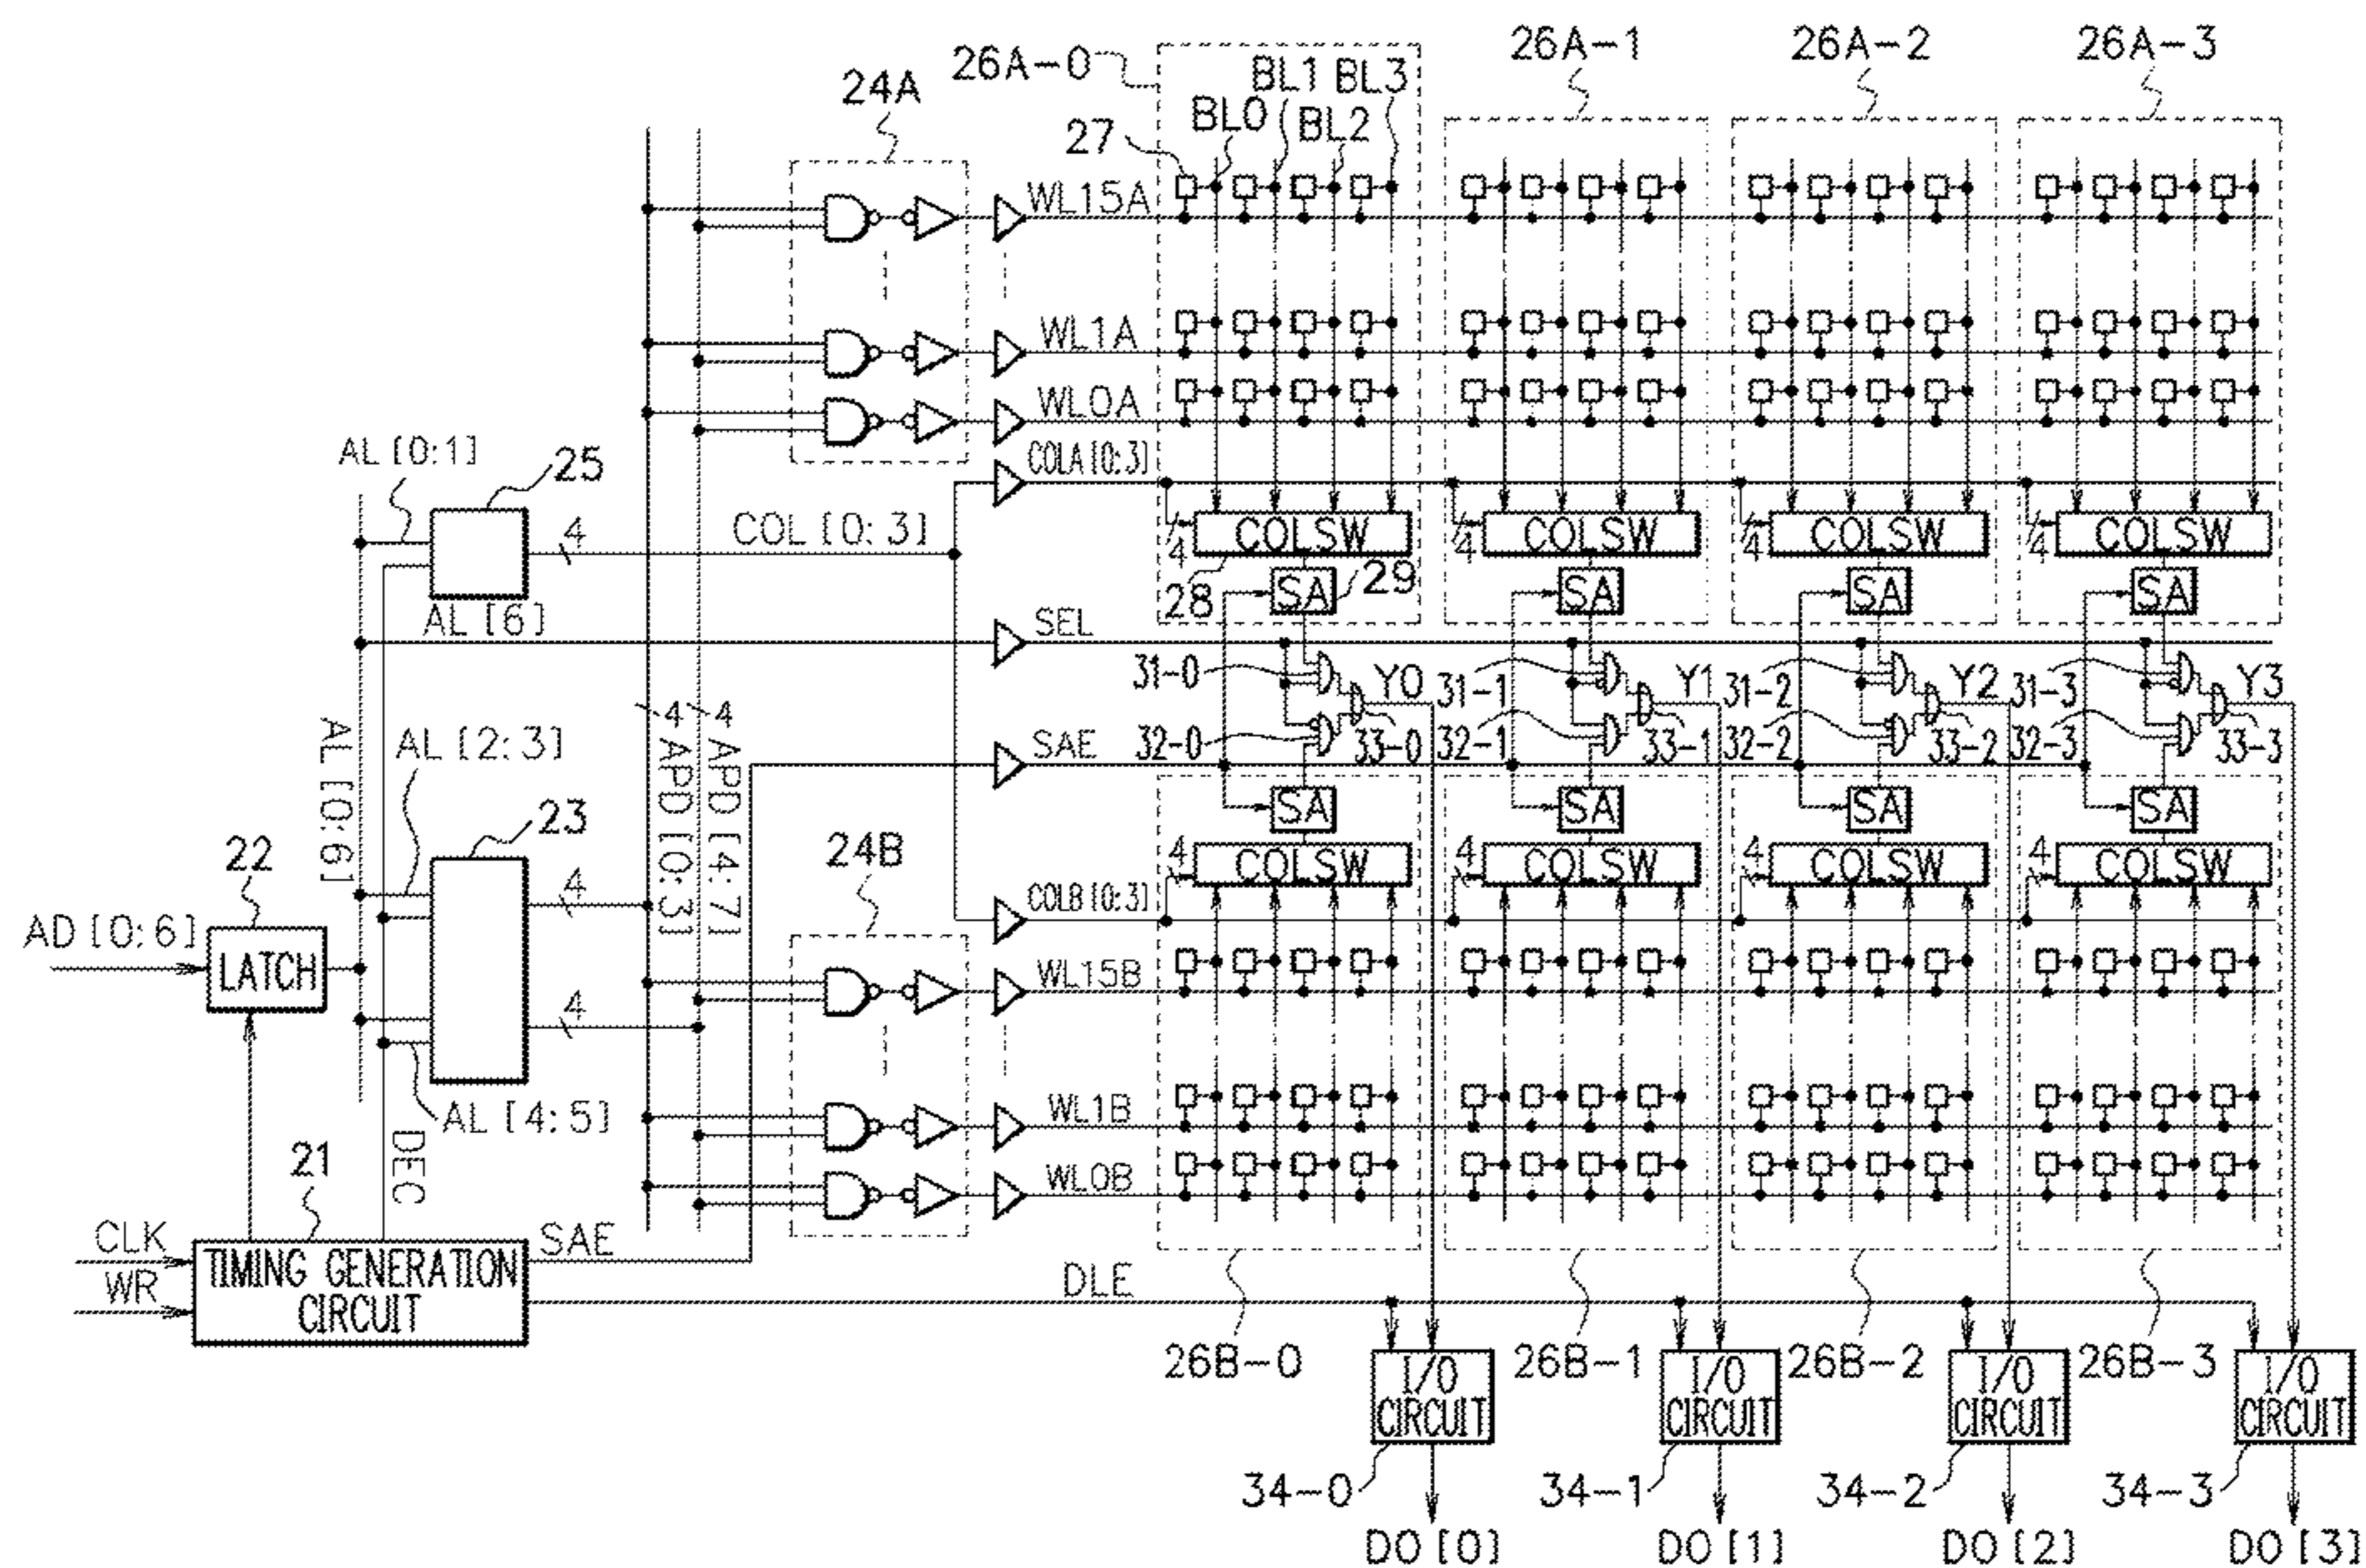 26A-0
26A-1
26A-2
26A-3
24A
BL1
BL3
BL0
BL2
27
WL15A
WL1A
WL0A
AL [0:1]
25
COLA [0:3]
4
COL [0:3]
4
COLSW
4
COLSW
4
COLSW
4
COLSW
28
SA
29
SA
SA
SA
AL [6]
SEL
31-0
Y0
31-1
Y1
31-2
Y2
31-3
Y3
4
4
AL [0:6]
AL [2:3]
APD [0:3]
APD [4:7]
SAE
32-0
33-0
32-1
33-1
32-2
33-2
32-3
33-3
23
SA
SA
SA
SA
22
24B
4
COLSW
4
COLSW
4
COLSW
4
COLSW
4
COLB [0:3]
AD [0:6]
LATCH
WL15B
4
AL [4:5]
WL1B
DEC
21
WL0B
CLK
WR
TIMING GENERATION
CIRCUIT
SAE
DLE
26B-0
26B-1
26B-2
26B-3
I/O
CIRCUIT
I/O
CIRCUIT
I/O
CIRCUIT
I/O
CIRCUIT
34-0
34-1
34-2
34-3
DO [0]
DO [1]
DO [2]
DO [3]